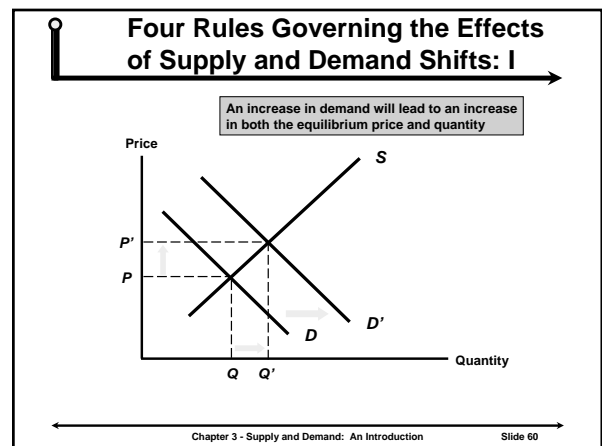 Four Rules Governing the Effects
of Supply and Demand Shifts: I
An increase in demand will lead to an increase
in both the equilibrium price and quantity
Price
S
P’
P
D
D’
Quantity
Q
Q’
Chapter 3 - Supply and Demand: An Introduction
Slide 60